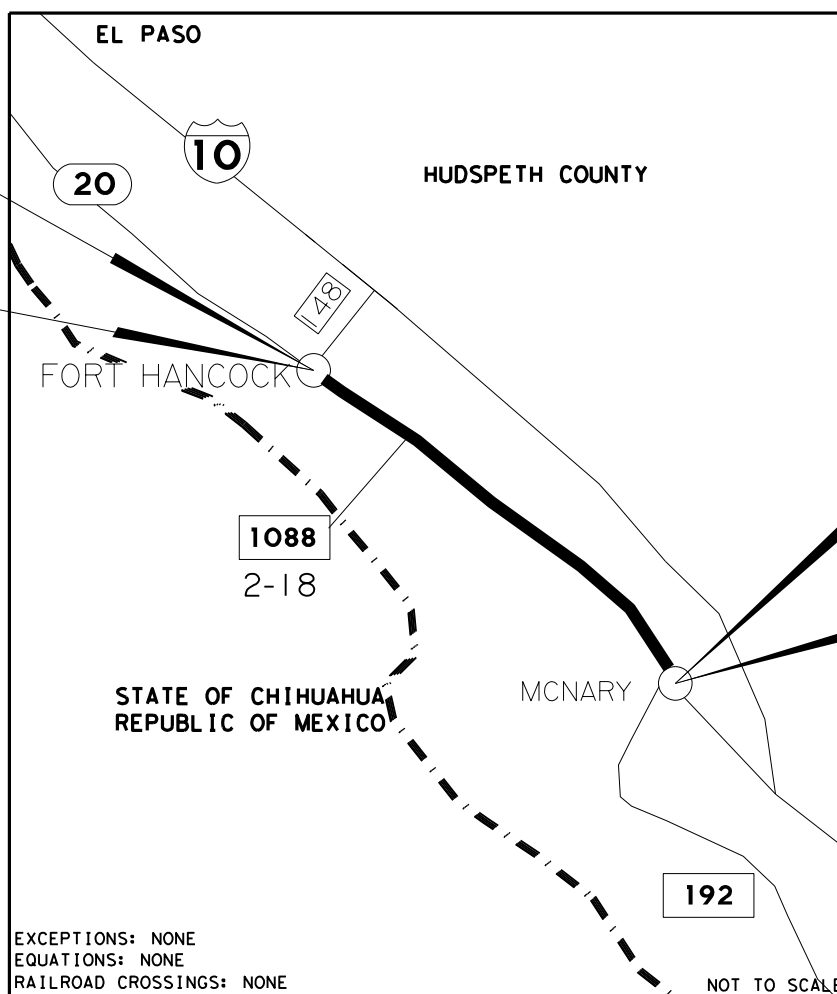 EL PASO
10
20
HUDSPETH COUNTY
148
FORT HANCOCK
1088
2-18
STATE OF CHIHUAHUA
REPUBLIC OF MEXICO
MCNARY
192
EXCEPTIONS: NONE
EQUATIONS: NONE
RAILROAD CROSSINGS: NONE
NOT TO SCALE